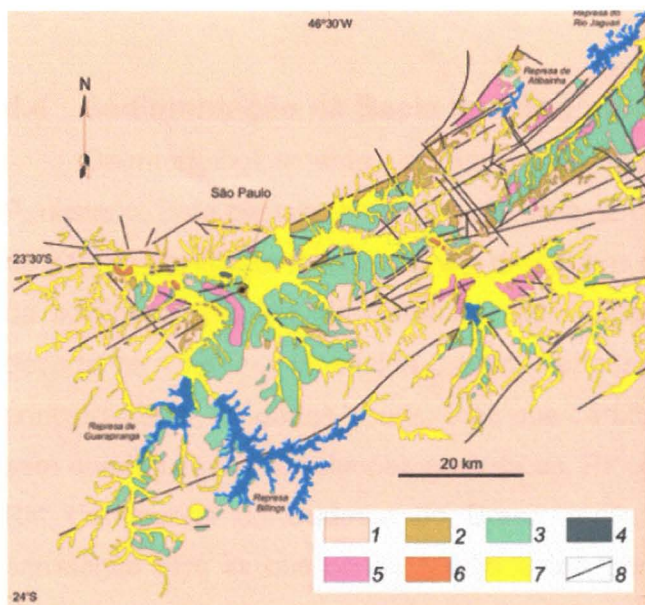 46°30'W
Represa do
Rio Jaguari
Represa de
Atibainha
N
São Paulo
23°30'S
Represa de
Guarapiranga
20 km
Represa
Billings
1
2
3
4
5
6
7
8
24°S